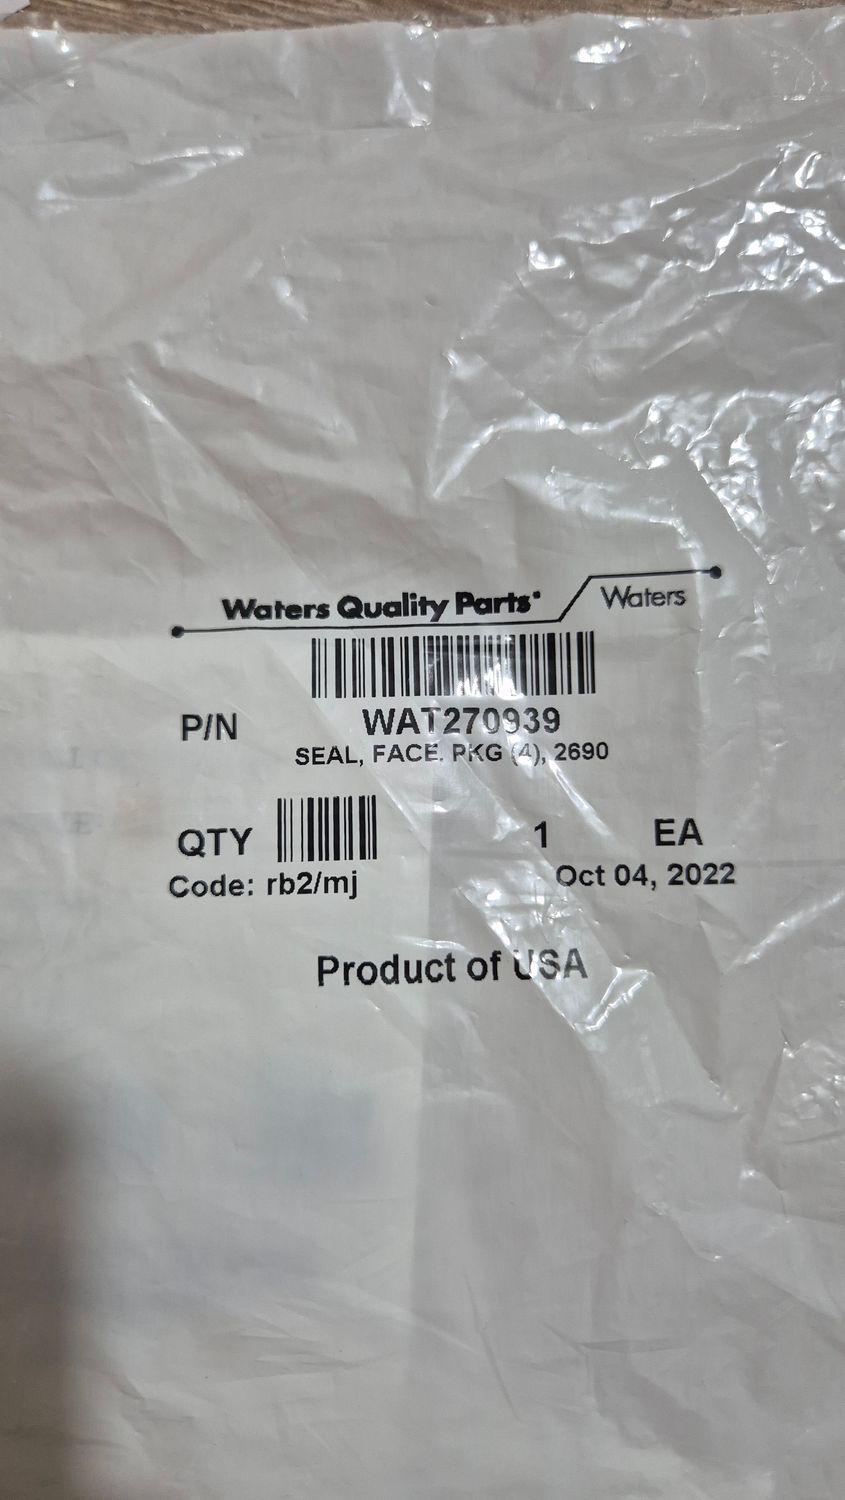 Waters Quality Parts® Waters
P/N WAT270939
SEAL, FACE. PKG (4), 2690
QTY 1 EA
Code: rb2/mj Oct 04, 2022
Product of USA